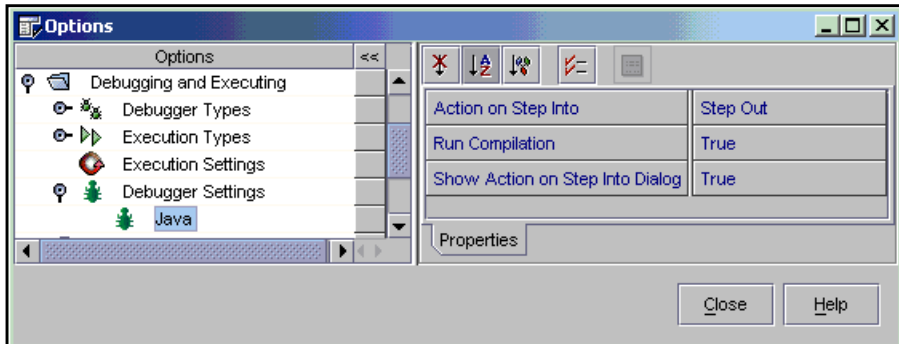 Options
Options <<
Debugging and Executing
Debugger Types
Execution Types
Execution Settings
Debugger Settings
Java
Action on Step Into Step Out
Run Compilation True
Show Action on Step Into Dialog True
Properties
Close Help